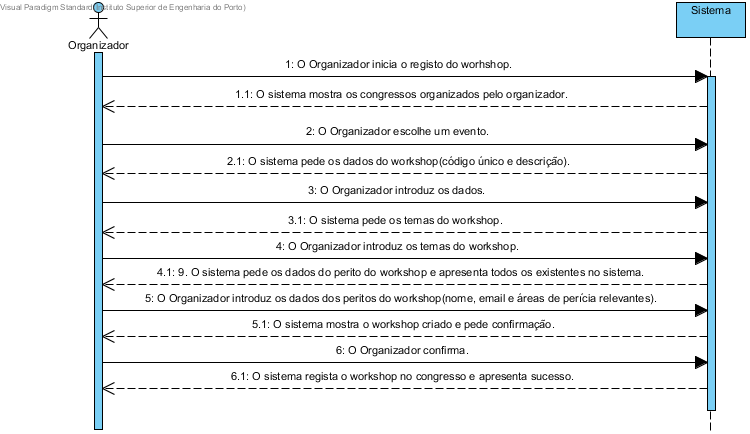 Visual Paradigm Standard(Instituto Superior de Engenharia do Porto)
Sistema
Organizador
1: O Organizador inicia o registo do worhshop.
1.1: O sistema mostra os congressos organizados pelo organizador.
2: O Organizador escolhe um evento.
2.1: O sistema pede os dados do workshop(código único e descrição).
3: O Organizador introduz os dados.
3.1: O sistema pede os temas do workshop.
4: O Organizador introduz os temas do workshop.
4.1: 9. O sistema pede os dados do perito do workshop e apresenta todos os existentes no sistema.
5: O Organizador introduz os dados dos peritos do workshop(nome, email e áreas de perícia relevantes).
5.1: O sistema mostra o workshop criado e pede confirmação.
6: O Organizador confirma.
6.1: O sistema regista o workshop no congresso e apresenta sucesso.